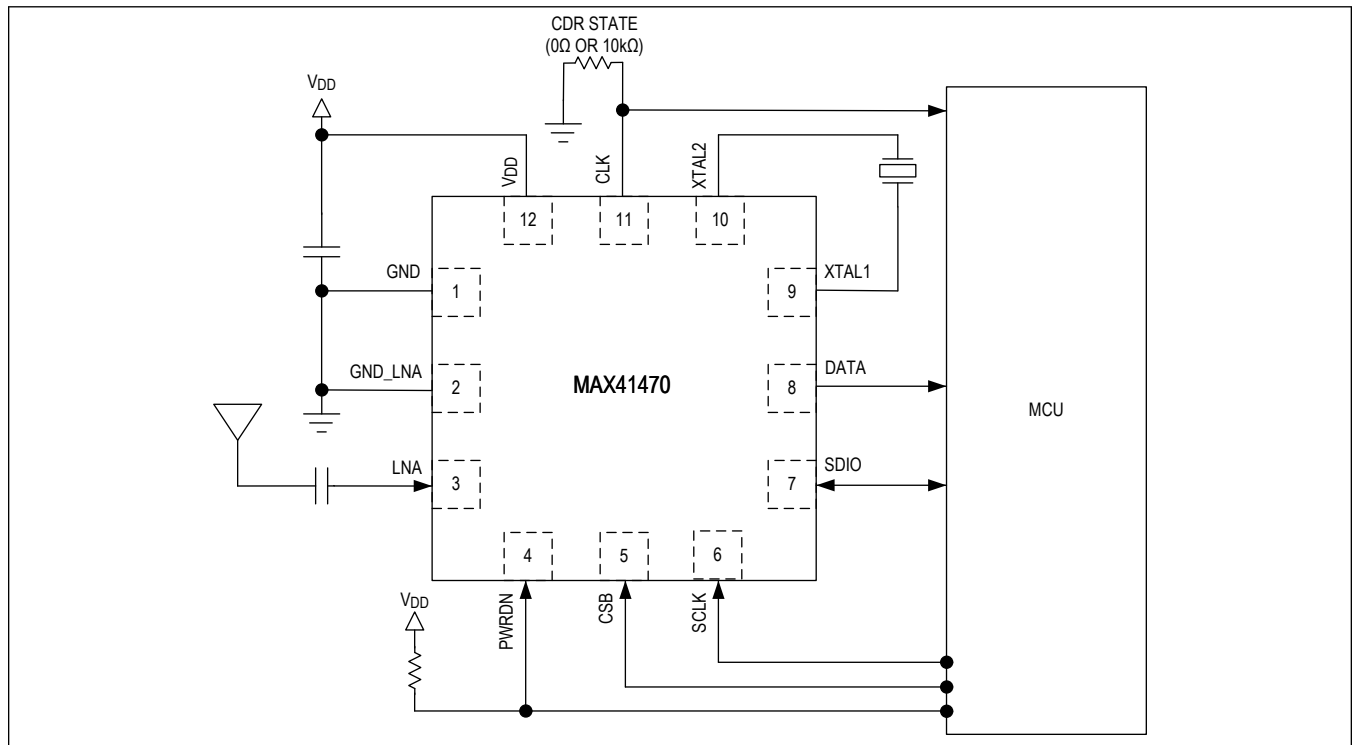 CDR STATE
(0Ω OR 10kΩ)
VDD
VDD
CLK
XTAL2
12
11
10
GND
1
XTAL1
9
GND_LNA
2
MAX41470
DATA
8
MCU
LNA
3
SDIO
7
4
5
6
VDD
PWRDN
CSB
SCLK